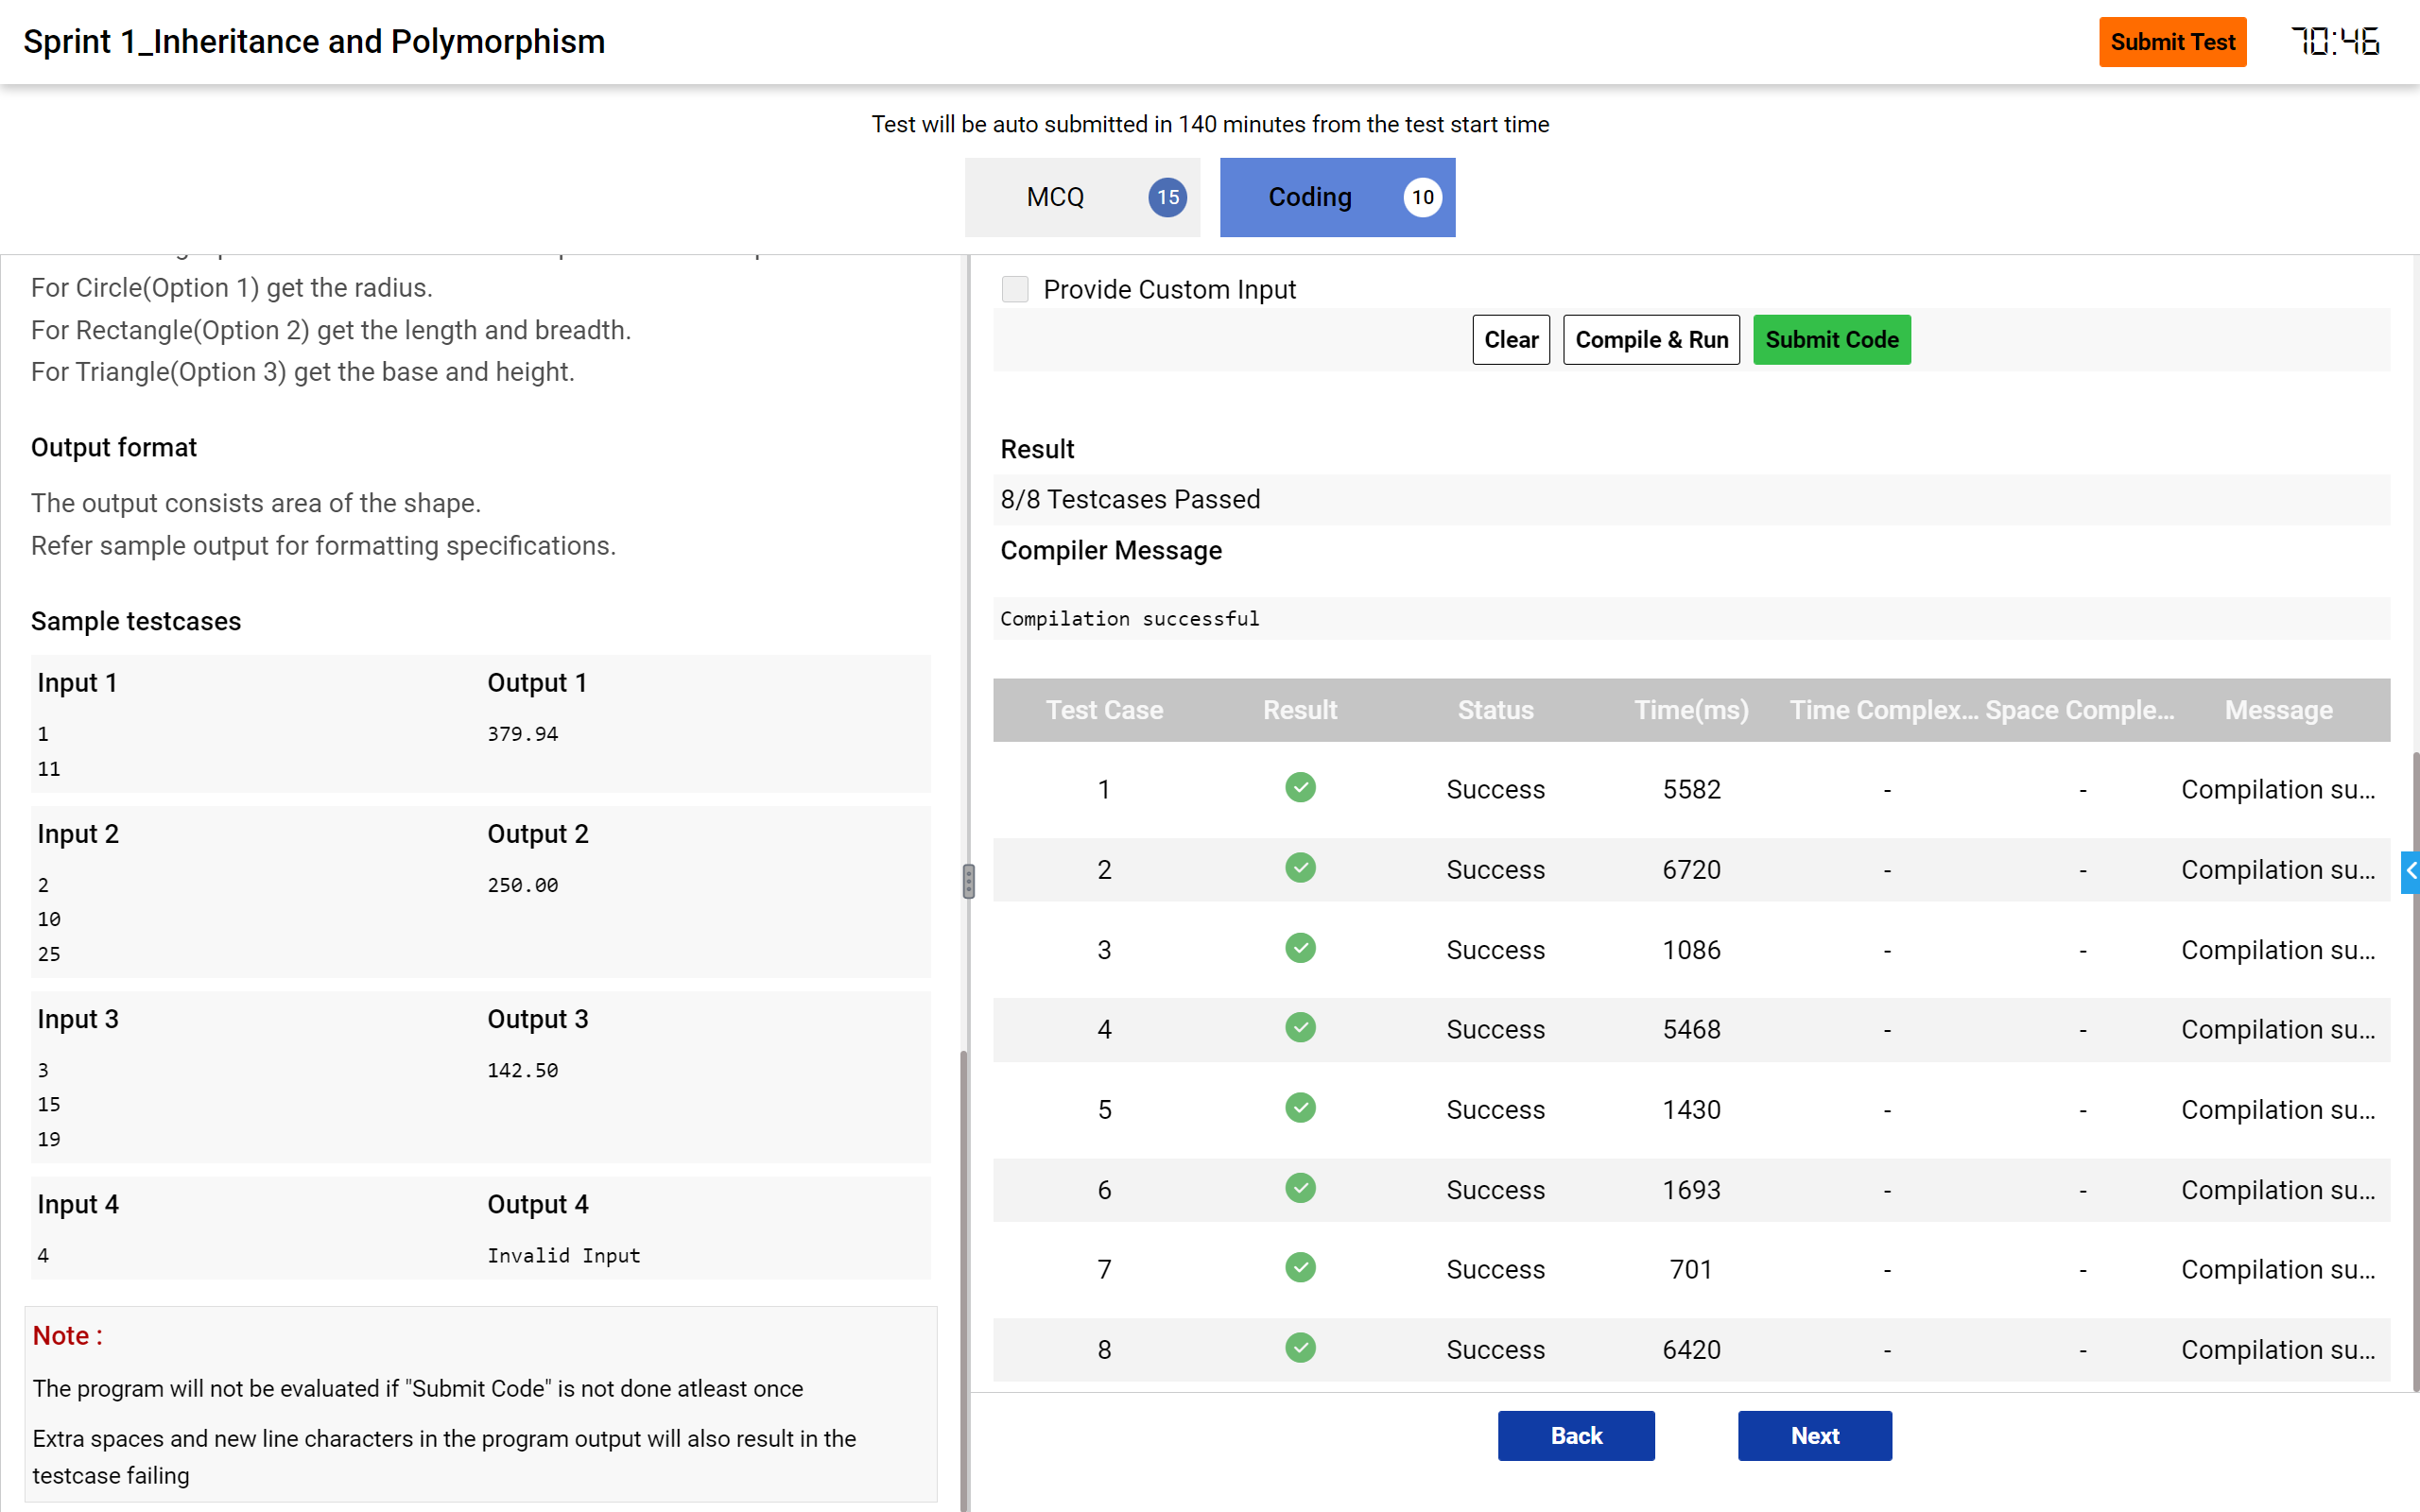 Sprint 1_Inheritance and Polymorphism
Submit Test
70:46
Test will be auto submitted in 140 minutes from the test start time
MCQ 15
Coding 10
For Circle(Option 1) get the radius.
For Rectangle(Option 2) get the length and breadth.
For Triangle(Option 3) get the base and height.
Output format
The output consists area of the shape.
Refer sample output for formatting specifications.
Sample testcases
Input 1 Output 1
1 379.94
11
Input 2 Output 2
2 250.00
10
25
Input 3 Output 3
3 142.50
15
19
Input 4 Output 4
4 Invalid Input
Note :
The program will not be evaluated if "Submit Code" is not done atleast once
Extra spaces and new line characters in the program output will also result in the
testcase failing
Provide Custom Input
Clear Compile & Run Submit Code
Result
8/8 Testcases Passed
Compiler Message
Compilation successful
Test Case Result Status Time(ms) Time Complex... Space Comple... Message
1 Success 5582 - - Compilation su...
2 Success 6720 - - Compilation su...
3 Success 1086 - - Compilation su...
4 Success 5468 - - Compilation su...
5 Success 1430 - - Compilation su...
6 Success 1693 - - Compilation su...
7 Success 701 - - Compilation su...
8 Success 6420 - - Compilation su...
Back Next